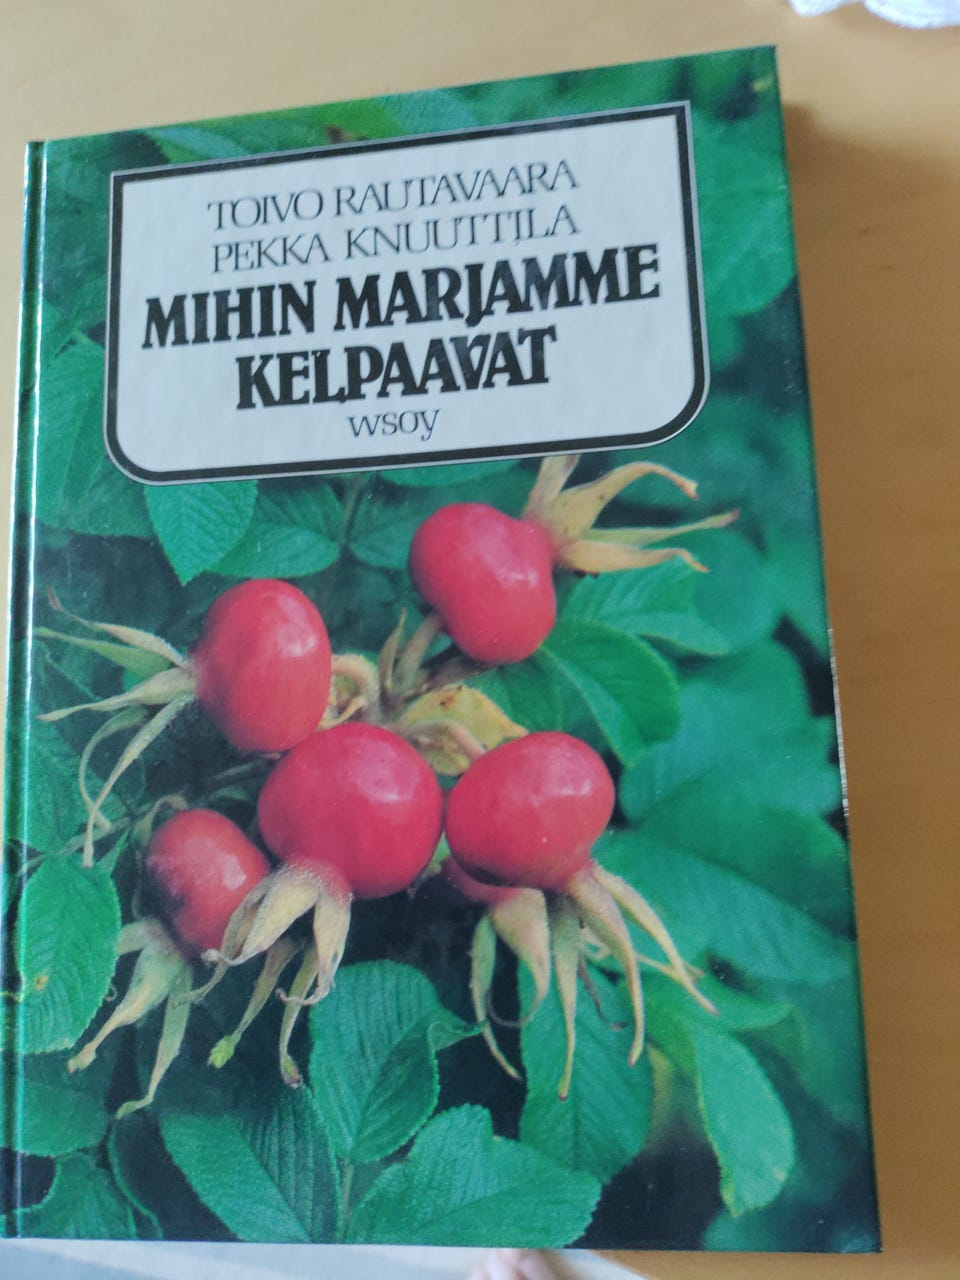 TOIVO RAUTAVAARA
PEKKA KNUUTTILA
MIHIN MARJAMME
KELPAAVAT
wsoy